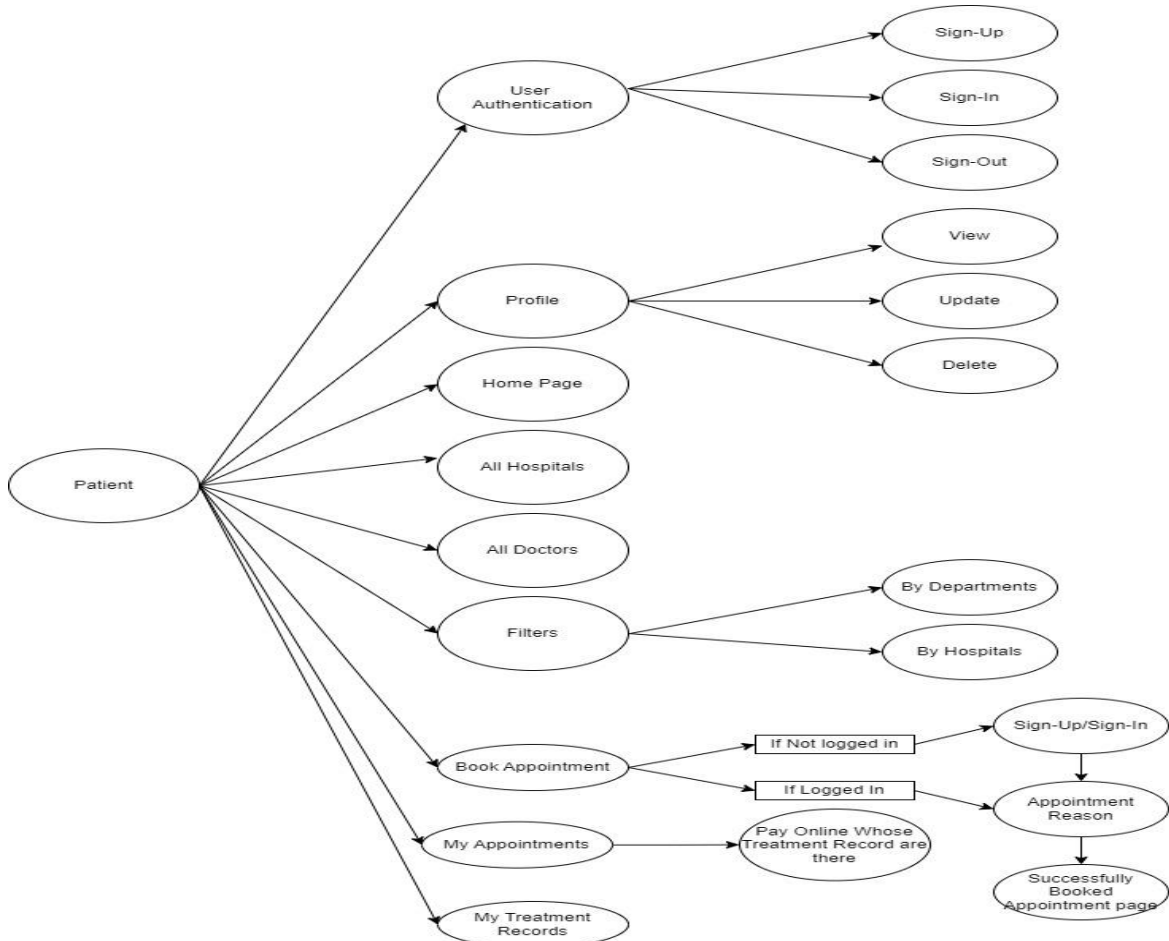 Sign-Up
User
Authentication
Sign-In
Sign-Out
View
Profile
Update
Delete
Home Page
All Hospitals
Patient
All Doctors
By Departments
Filters
By Hospitals
Sign-Up/Sign-In
If Not logged in
Book Appointment
If Logged In
Appointment
Reason
My Appointments
Pay Online Whose
Treatment Record are
there
Successfully
Booked
Appointment page
My Treatment
Records